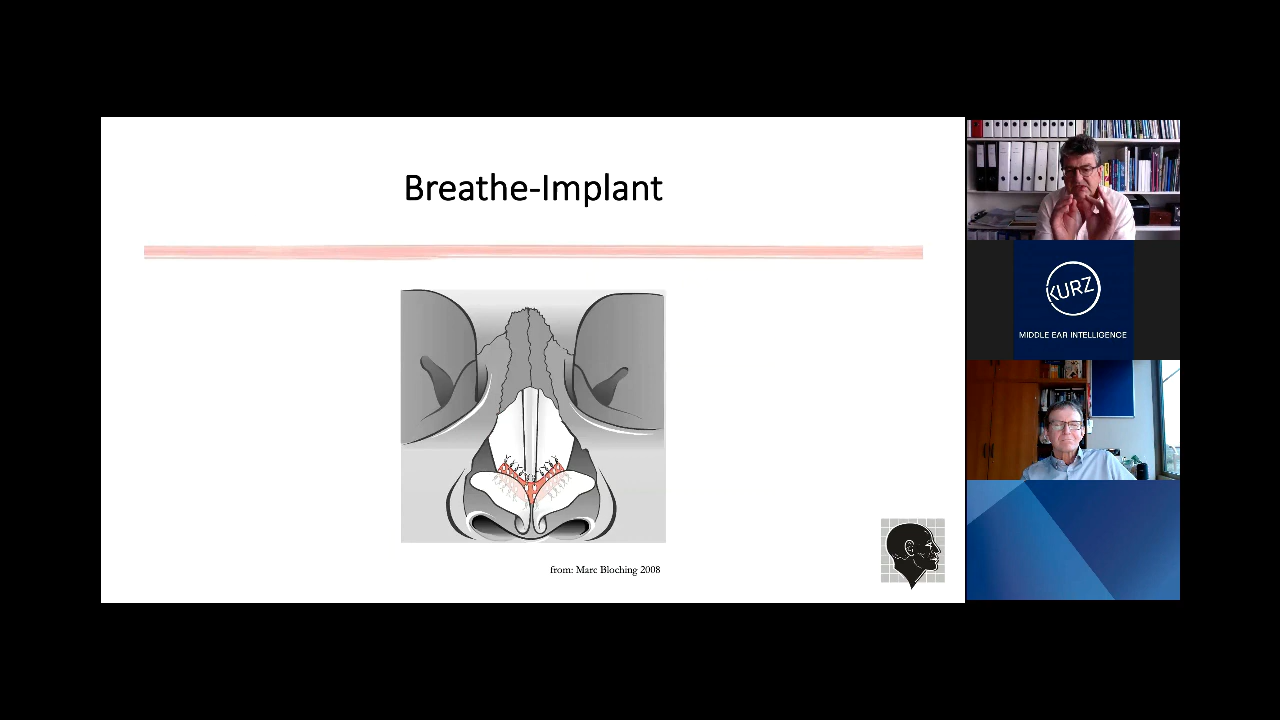 Breathe-Implant
from: Marc Bloching 2008
KURZ
MIDDLE EAR INTELLIGENCE